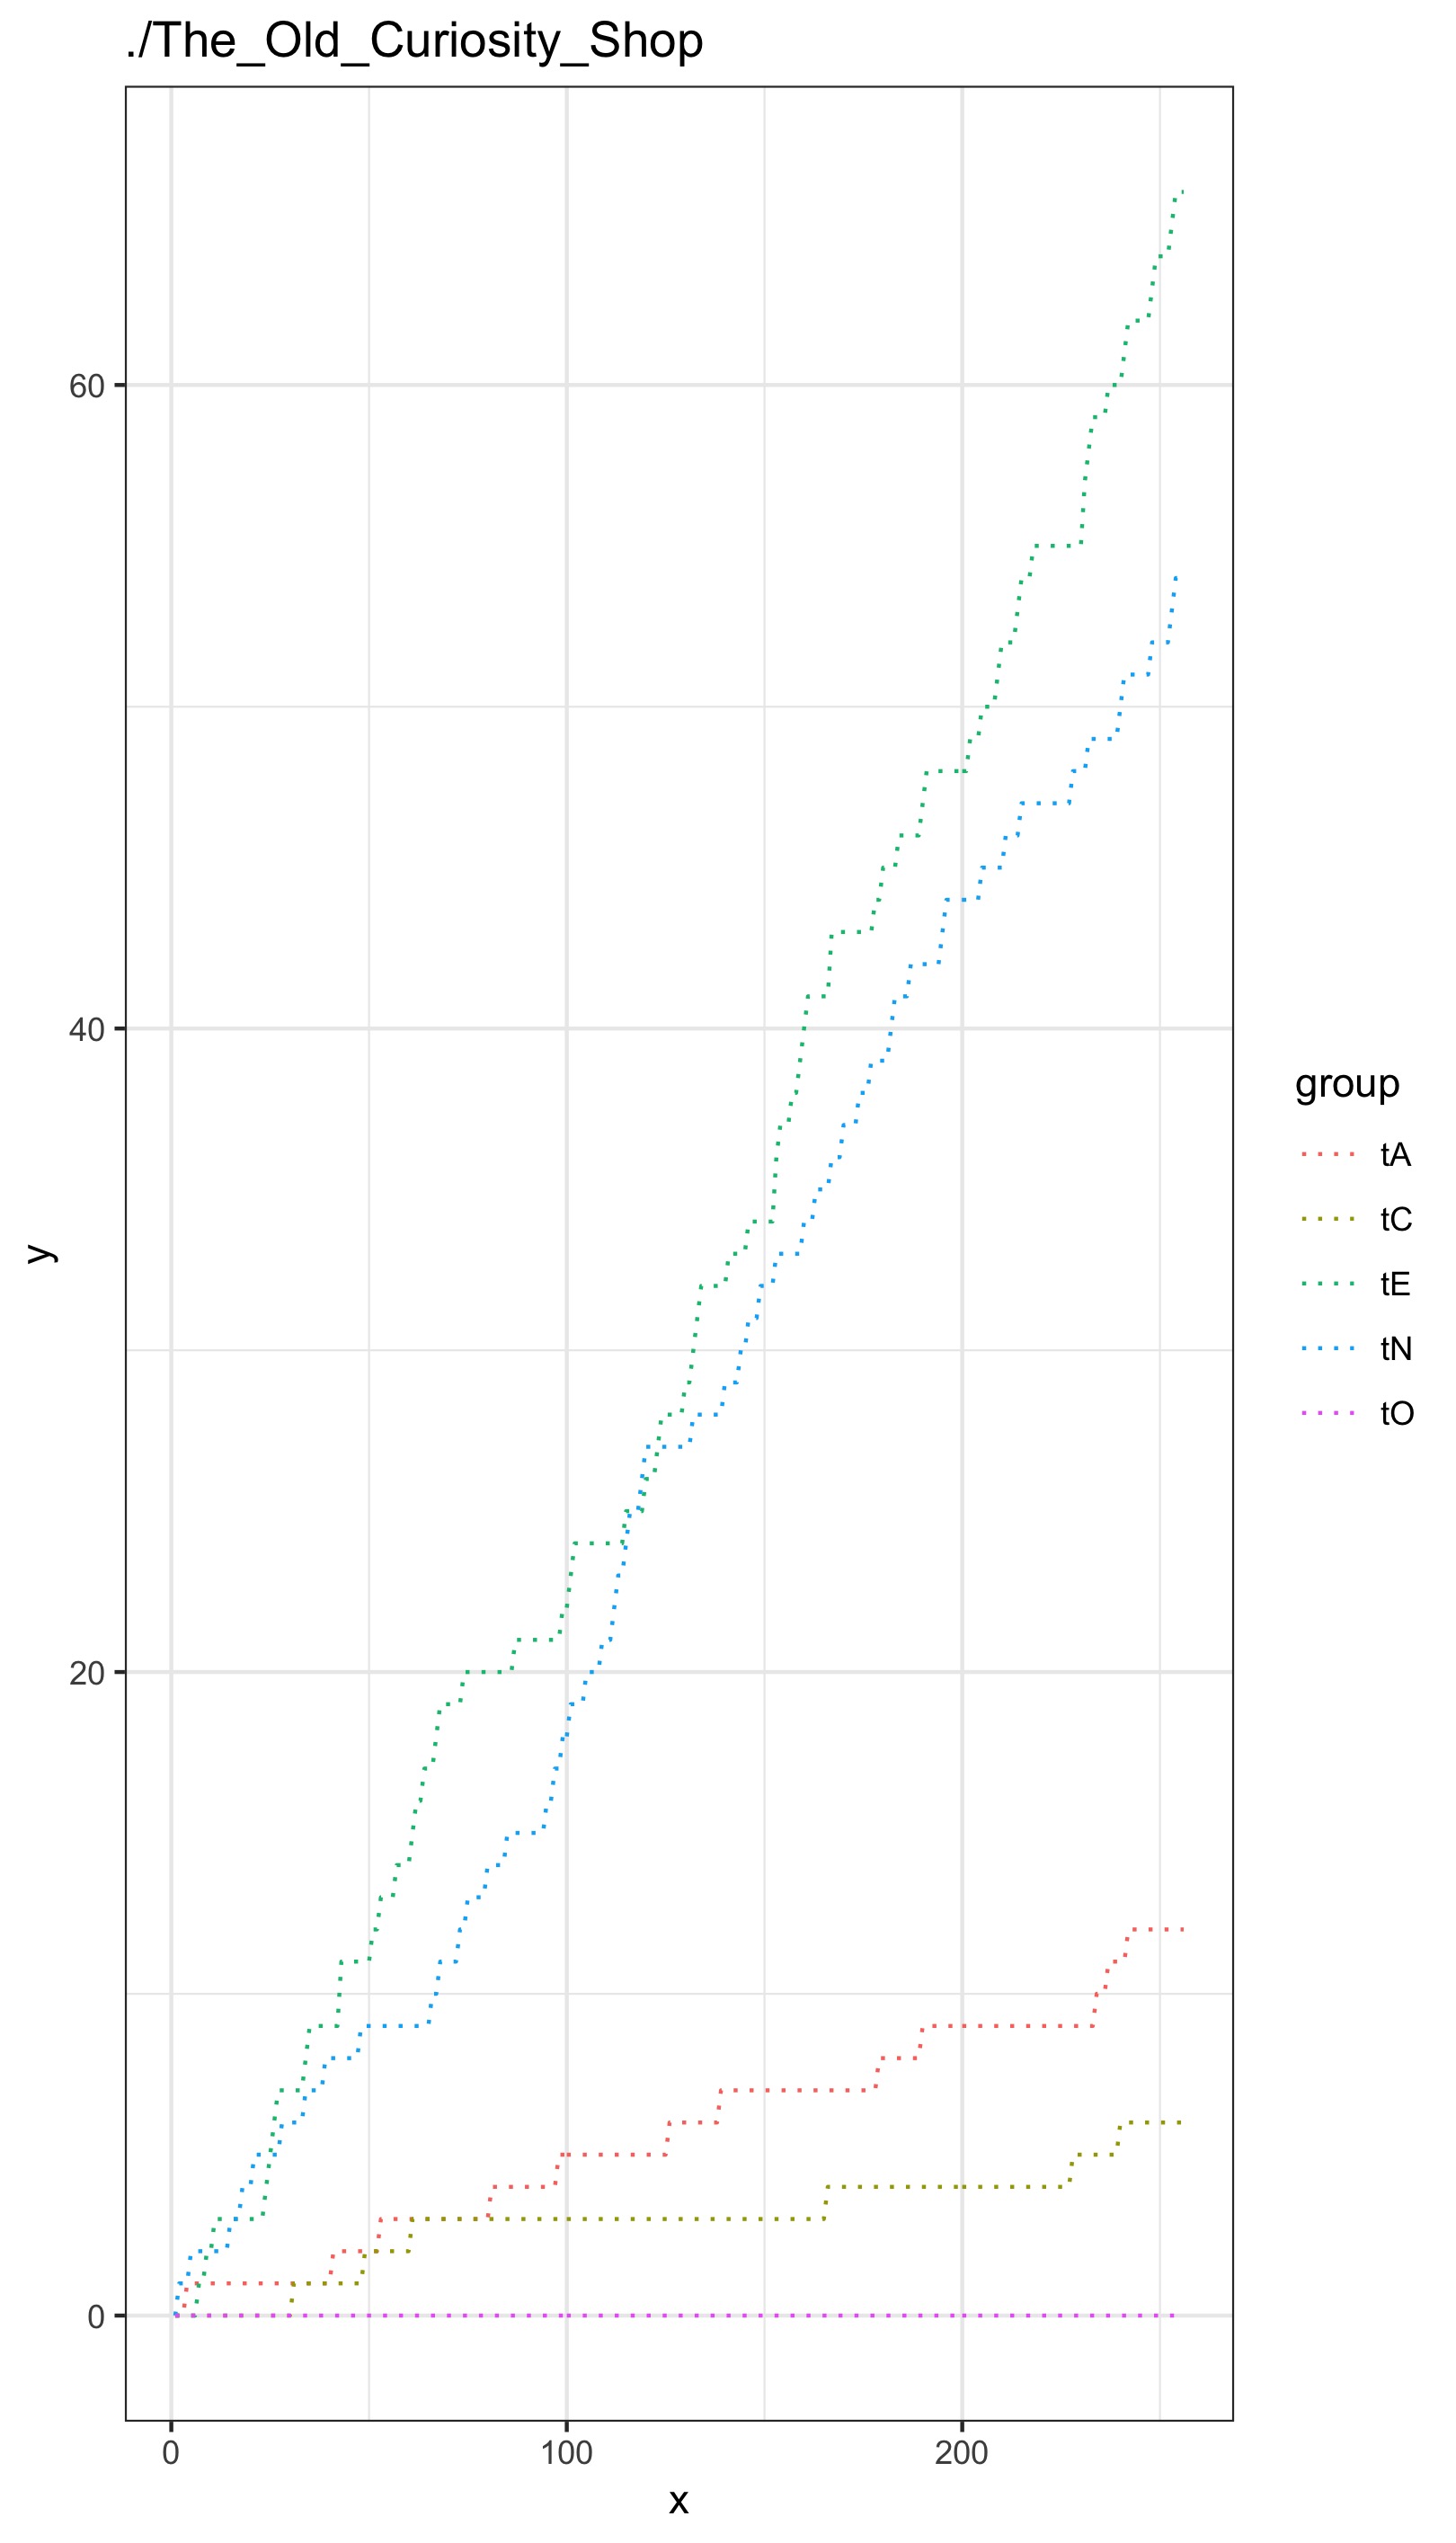 ./The_Old_Curiosity_Shop
60
40
20
0
y
0 100 200
x
group
tA
tC
tE
tN
tO